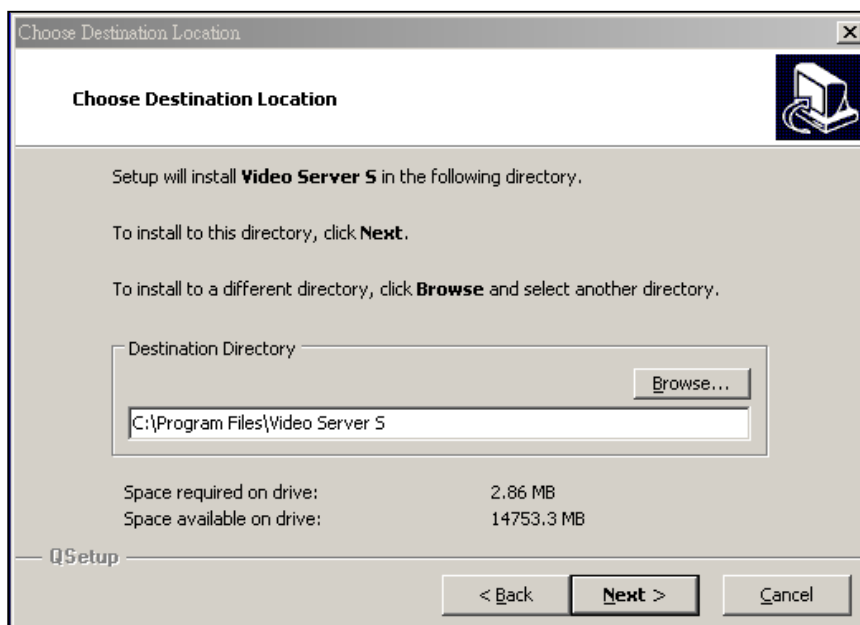 Choose Destination Location
Choose Destination Location
Setup will install Video Server S in the following directory.
To install to this directory, click Next.
To install to a different directory, click Browse and select another directory.
Destination Directory
Browse...
C:\Program Files\Video Server S
Space required on drive: 2.86 MB
Space available on drive: 14753.3 MB
QSetup
< Back Next > Cancel